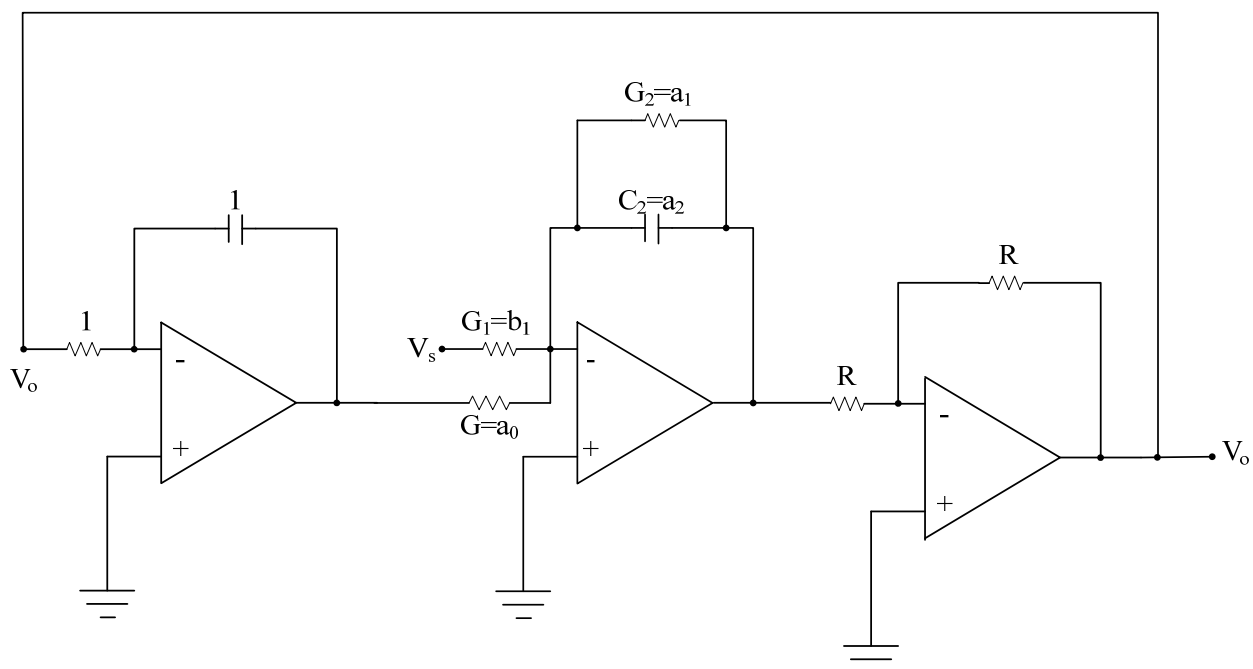 G₂=a₁
C₂=a₂
1
R
1
G₁=b₁
Vₛ
-
-
R
Vₒ
-
G=a₀
+
+
Vₒ
+